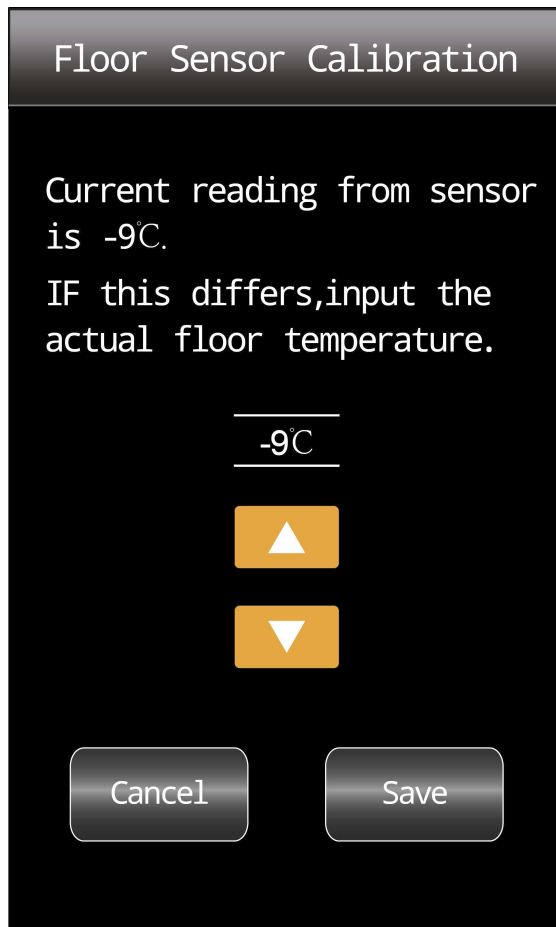 Floor Sensor Calibration
Current reading from sensor
is -9℃.
IF this differs,input the
actual floor temperature.
-9℃
Cancel
Save